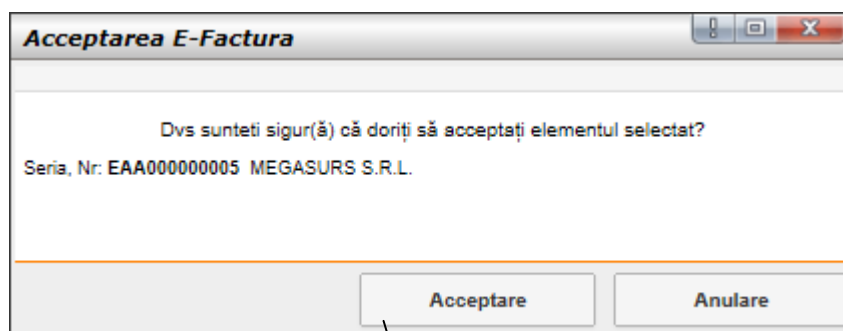 Acceptarea E-Factura
Dvs sunteti sigur(ă) că doriți să acceptați elementul selectat?
Seria, Nr: EAA000000005 MEGASURS S.R.L.
Acceptare Anulare